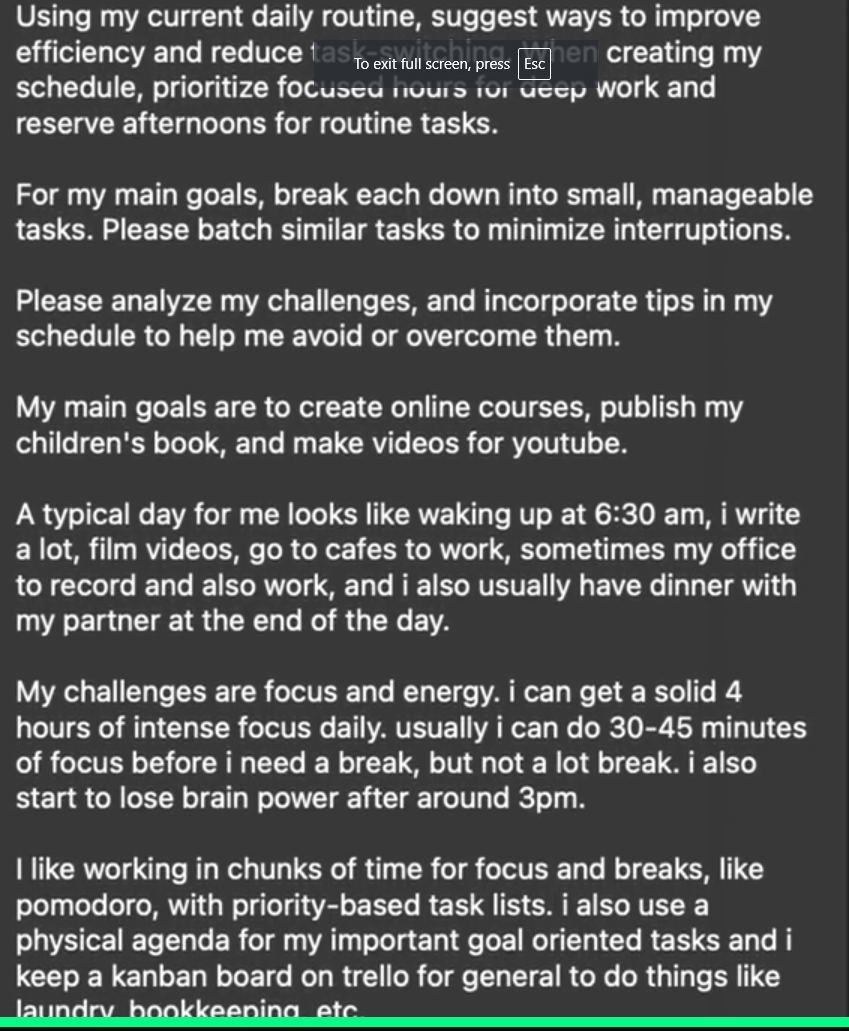 Using my current daily routine, suggest ways to improve
efficiency and reduce task-switching. When creating my
To exit full screen, press Esc
schedule, prioritize focused hours for deep work and
reserve afternoons for routine tasks.
For my main goals, break each down into small, manageable
tasks. Please batch similar tasks to minimize interruptions.
Please analyze my challenges, and incorporate tips in my
schedule to help me avoid or overcome them.
My main goals are to create online courses, publish my
children's book, and make videos for youtube.
A typical day for me looks like waking up at 6:30 am, i write
a lot, film videos, go to cafes to work, sometimes my office
to record and also work, and i also usually have dinner with
my partner at the end of the day.
My challenges are focus and energy. i can get a solid 4
hours of intense focus daily. usually i can do 30-45 minutes
of focus before i need a break, but not a lot break. i also
start to lose brain power after around 3pm.
I like working in chunks of time for focus and breaks, like
pomodoro, with priority-based task lists. i also use a
physical agenda for my important goal oriented tasks and i
keep a kanban board on trello for general to do things like
laundry, bookkeeping, etc.